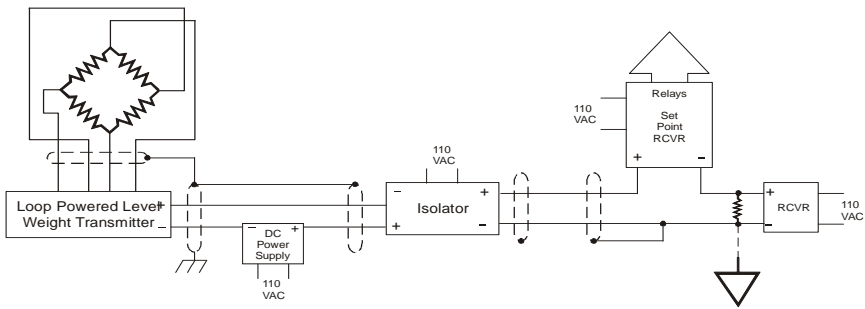 Relays
Set
Point
RCVR
110
VAC
+
-
110
VAC
Loop Powered Level
Weight Transmitter
+
-
DC
Power
Supply
-
+
110
VAC
Isolator
-
+
+
-
RCVR
+
-
110
VAC